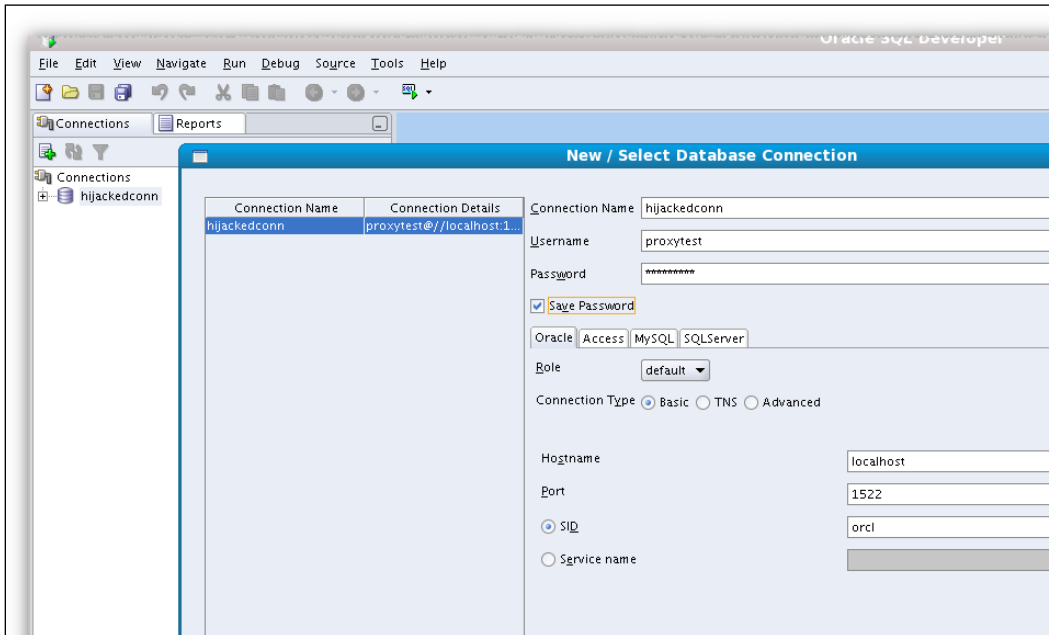 Oracle SQL Developer
File Edit View Navigate Run Debug Source Tools Help
Connections Reports
New / Select Database Connection
Connections
hijackedconn
Connection Name Connection Details
hijackedconn proxytest@//localhost:1...
Connection Name hijackedconn
Username proxytest
Password *********
Save Password
Oracle Access MySQL SQLServer
Role default
Connection Type Basic TNS Advanced
Hostname localhost
Port 1522
SID orcl
Service name